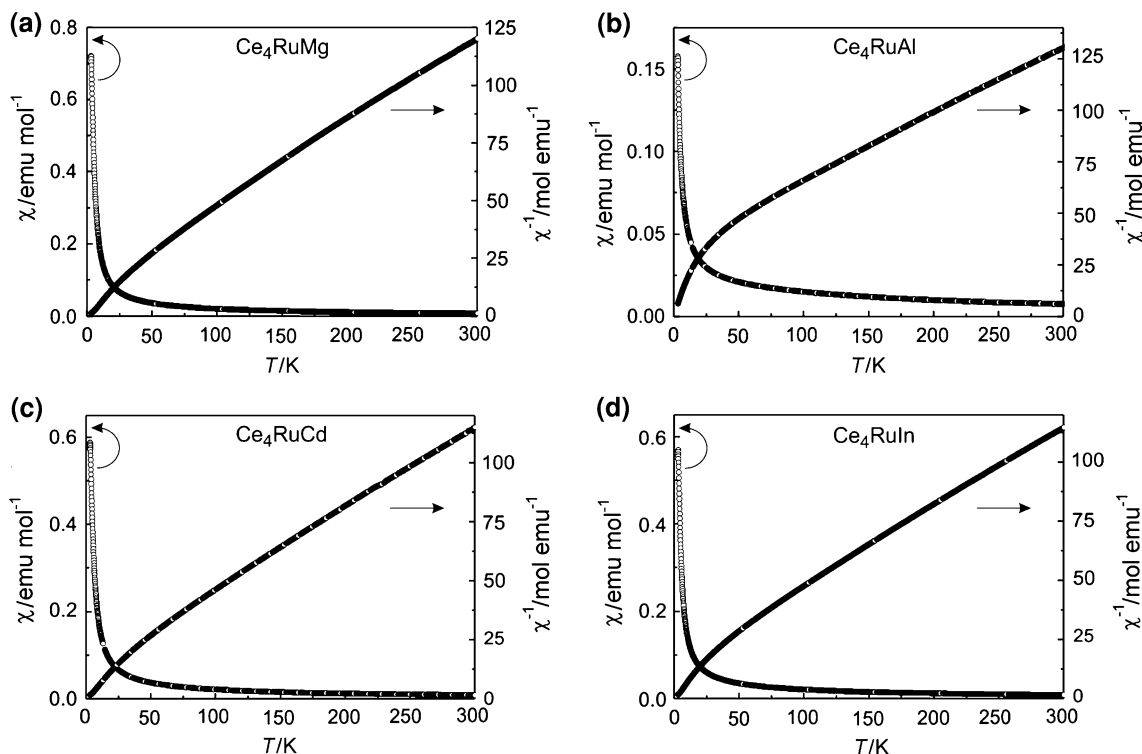 (a)
Ce₄RuMg
χ/emu mol⁻¹
0.8
0.6
0.4
0.2
0.0
χ⁻¹/mol emu⁻¹
125
100
75
50
25
0
0 50 100 150 200 250 300
T/K
(b)
Ce₄RuAl
χ/emu mol⁻¹
0.15
0.10
0.05
0.00
χ⁻¹/mol emu⁻¹
125
100
75
50
25
0
0 50 100 150 200 250 300
T/K
(c)
Ce₄RuCd
χ/emu mol⁻¹
0.6
0.4
0.2
0.0
χ⁻¹/mol emu⁻¹
100
75
50
25
0
0 50 100 150 200 250 300
T/K
(d)
Ce₄RuIn
χ/emu mol⁻¹
0.6
0.4
0.2
0.0
χ⁻¹/mol emu⁻¹
100
75
50
25
0
0 50 100 150 200 250 300
T/K